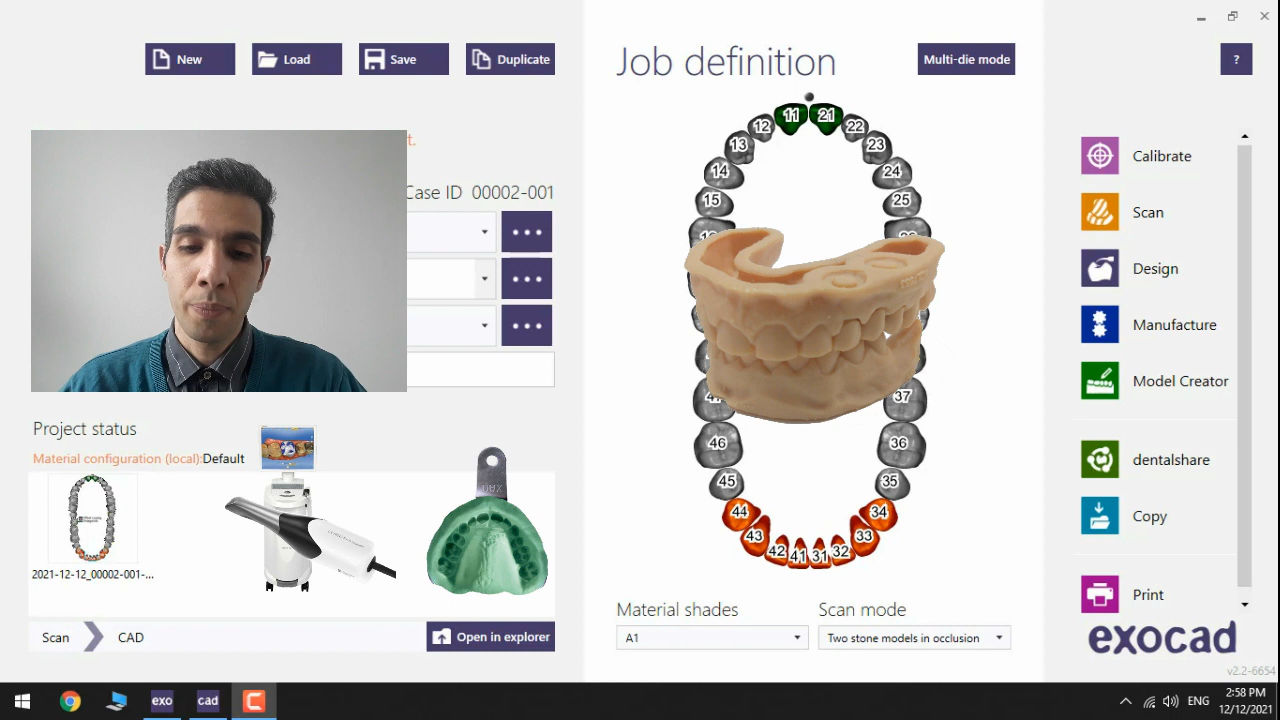 New
Load
Save
Duplicate
Job definition
Multi-die mode
?
t.
Case ID 00002-001
11 21
12 22
13 23
14 24
15 25
37
46 36
45 35
44 34
43 33
42 41 31 32
Calibrate
Scan
Design
Manufacture
Model Creator
dentalshare
Copy
Print
Project status
Material configuration (local):Default
2021-12-12_00002-001-...
Scan
CAD
Open in explorer
Material shades
A1
Scan mode
Two stone models in occlusion
exocad
v2.2-6654
exo
cad
ENG
2:58 PM
12/12/2021